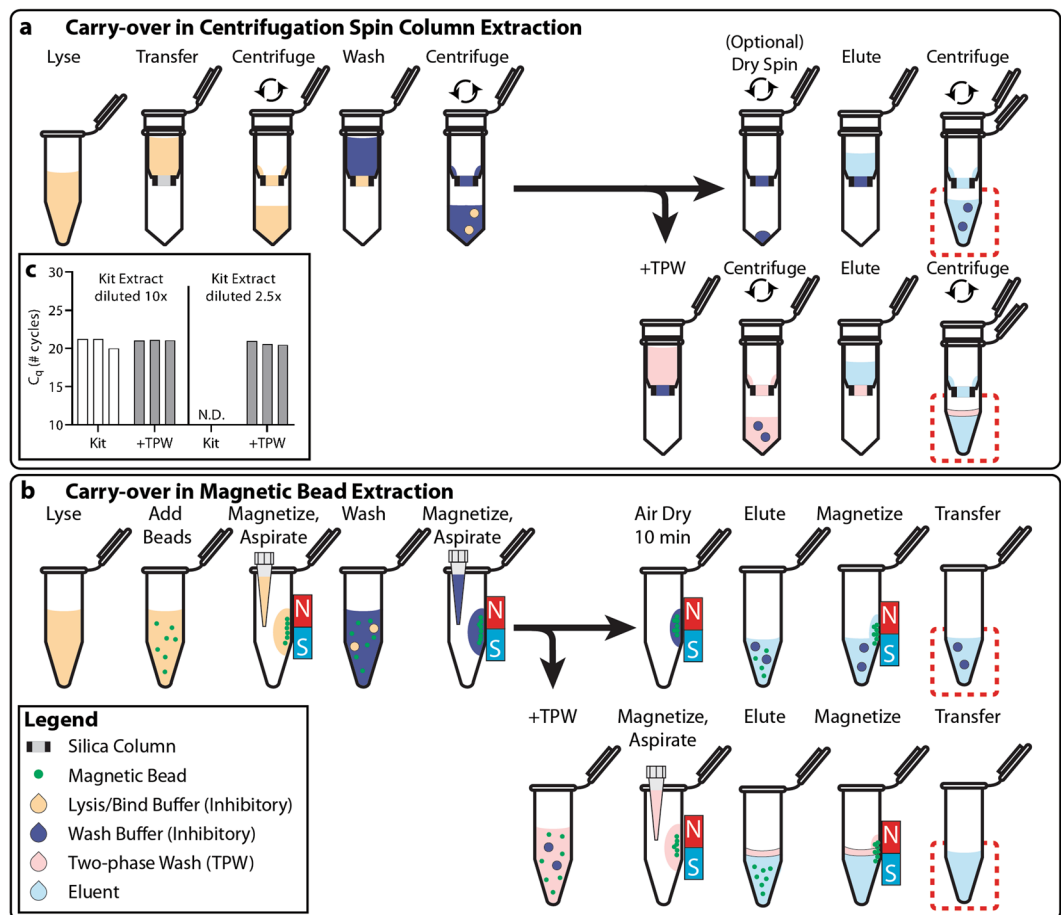 a Carry-over in Centrifugation Spin Column Extraction
Lyse Transfer Centrifuge Wash Centrifuge
(Optional)
Dry Spin Elute Centrifuge
+TPW Centrifuge Elute Centrifuge
c
Kit Extract
diluted 10x
Kit Extract
diluted 2.5x
Cq (# cycles)
30
25
20
15
10
N.D.
Kit +TPW Kit +TPW
b Carry-over in Magnetic Bead Extraction
Lyse
Add
Beads
Magnetize,
Aspirate
Wash
Magnetize,
Aspirate
Air Dry
10 min
Elute Magnetize Transfer
N N N N
S S S S
+TPW
Magnetize,
Aspirate
Elute Magnetize Transfer
N N
S S
Legend
Silica Column
Magnetic Bead
Lysis/Bind Buffer (Inhibitory)
Wash Buffer (Inhibitory)
Two-phase Wash (TPW)
Eluent